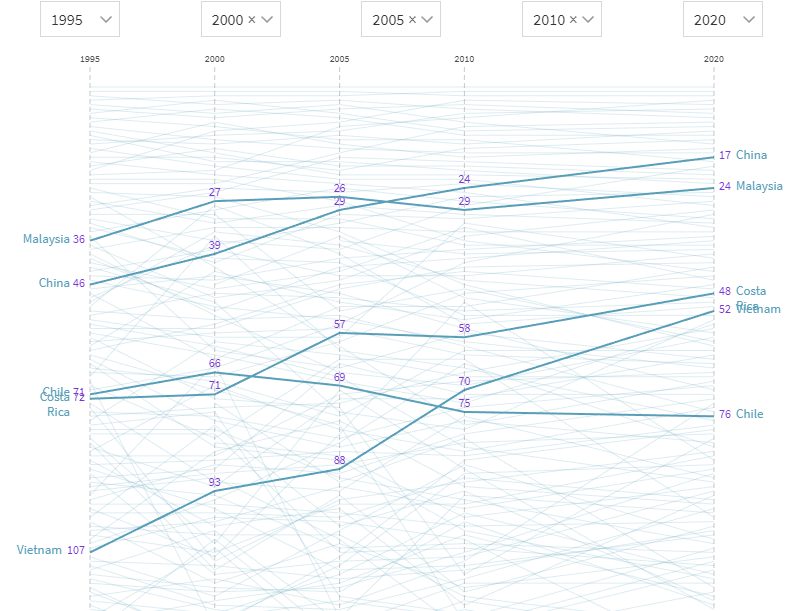 1995
2000 ×
2005 ×
2010 ×
2020
1995
2000
2005
2010
2020
17 China
24
27
26
24 Malaysia
29
29
Malaysia 36
39
China 46
48 Costa
Rica
52 Vietnam
57
58
66
69
70
Chile 71
71
Costa 72
Rica
75
76 Chile
88
93
Vietnam 107